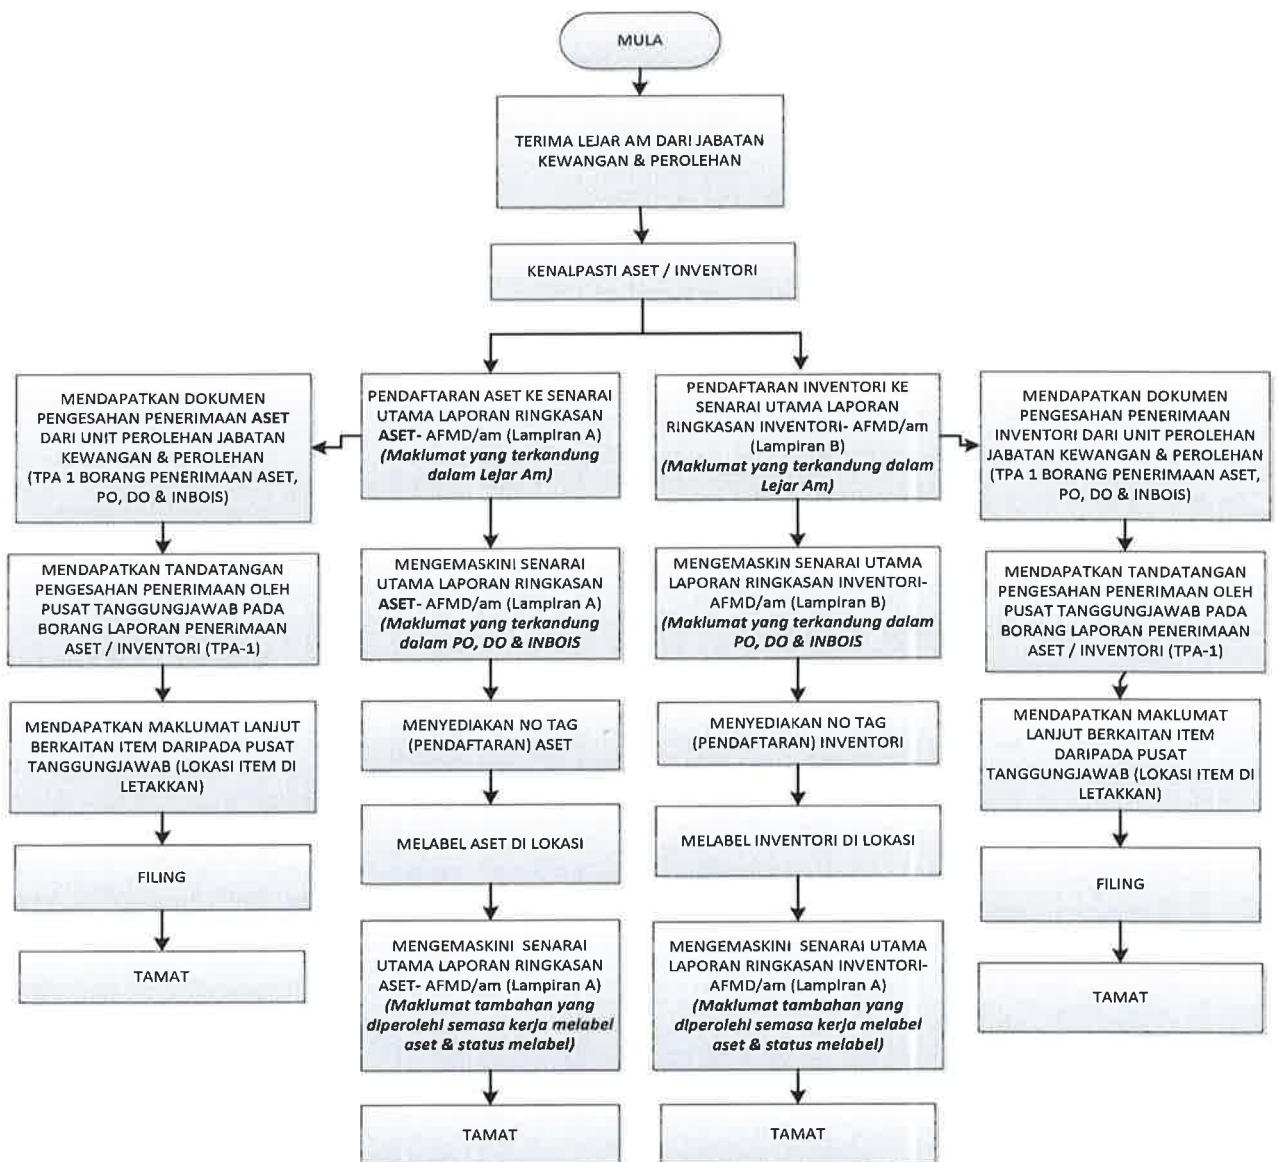 MULA
TERIMA LEJAR AM DARI JABATAN
KEWANGAN & PEROLEHAN
KENALPASTI ASET / INVENTORI
MENDAPATKAN DOKUMEN
PENGESAHAN PENERIMAAN ASET
DARI UNIT PEROLEHAN JABATAN
KEWANGAN & PEROLEHAN
(TPA 1 BORANG PENERIMAAN ASET,
PO, DO & INBOIS)
PENDAFTARAN ASET KE SENARAI
UTAMA LAPORAN RINGKASAN
ASET- AFMD/am (Lampiran A)
(Maklumat yang terkandung
dalam Lejar Am)
PENDAFTARAN INVENTORI KE
SENARAI UTAMA LAPORAN
RINGKASAN INVENTORI- AFMD/am
(Lampiran B)
(Maklumat yang terkandung dalam
Lejar Am)
MENDAPATKAN DOKUMEN
PENGESAHAN PENERIMAAN
INVENTORI DARI UNIT PEROLEHAN
JABATAN KEWANGAN & PEROLEHAN
(TPA 1 BORANG PENERIMAAN ASET,
PO, DO & INBOIS)
MENDAPATKAN TANDATANGAN
PENGESAHAN PENERIMAAN OLEH
PUSAT TANGGUNGJAWAB PADA
BORANG LAPORAN PENERIMAAN
ASET / INVENTORI (TPA-1)
MENGEMASKINI SENARAI
UTAMA LAPORAN RINGKASAN
ASET- AFMD/am (Lampiran A)
(Maklumat yang terkandung
dalam PO, DO & INBOIS
MENGEMASKIN SENARAI UTAMA
LAPORAN RINGKASAN INVENTORI-
AFMD/am (Lampiran B)
(Maklumat yang terkandung dalam
PO, DO & INBOIS
MENDAPATKAN TANDATANGAN
PENGESAHAN PENERIMAAN OLEH
PUSAT TANGGUNGJAWAB PADA
BORANG LAPORAN PENERIMAAN
ASET / INVENTORI (TPA-1)
MENDAPATKAN MAKLUMAT LANJUT
BERKAITAN ITEM DARIPADA PUSAT
TANGGUNGJAWAB (LOKASI ITEM DI
LETAKKAN)
MENYEDIAKAN NO TAG
(PENDAFTARAN) ASET
MENYEDIAKAN NO TAG
(PENDAFTARAN) INVENTORI
MENDAPATKAN MAKLUMAT
LANJUT BERKAITAN ITEM
DARIPADA PUSAT
TANGGUNGJAWAB (LOKASI ITEM DI
LETAKKAN)
FILING
MELABEL ASET DI LOKASI
MELABEL INVENTORI DI LOKASI
FILING
TAMAT
MENGEMASKINI SENARAI
UTAMA LAPORAN RINGKASAN
ASET- AFMD/am (Lampiran A)
(Maklumat tambahan yang
diperolehi semasa kerja melabel
aset & status melabel)
MENGEMASKINI SENARAI UTAMA
LAPORAN RINGKASAN INVENTORI-
AFMD/am (Lampiran A)
(Maklumat tambahan yang
diperolehi semasa kerja melabel
aset & status melabel)
TAMAT
TAMAT
TAMAT